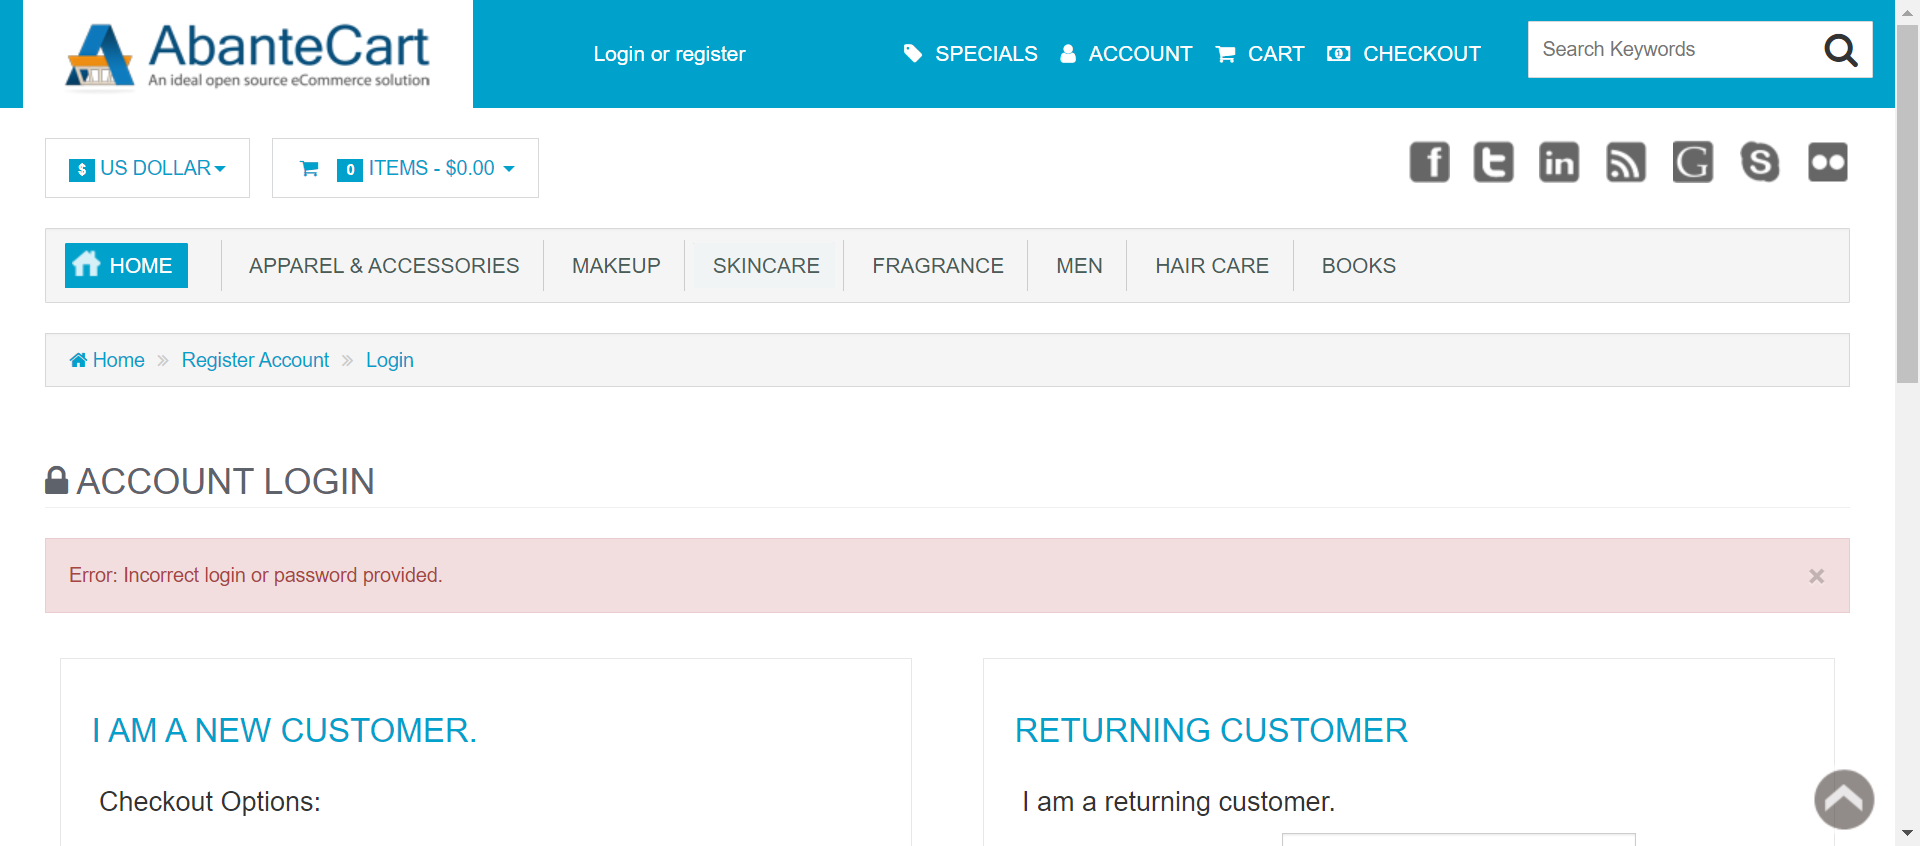 AbanteCart
An ideal open source eCommerce solution
Login or register
SPECIALS ACCOUNT CART CHECKOUT
Search Keywords
$ US DOLLAR
0 ITEMS - $0.00
HOME APPAREL & ACCESSORIES MAKEUP SKINCARE FRAGRANCE MEN HAIR CARE BOOKS
Home » Register Account » Login
ACCOUNT LOGIN
Error: Incorrect login or password provided.
×
I AM A NEW CUSTOMER.
Checkout Options:
RETURNING CUSTOMER
I am a returning customer.